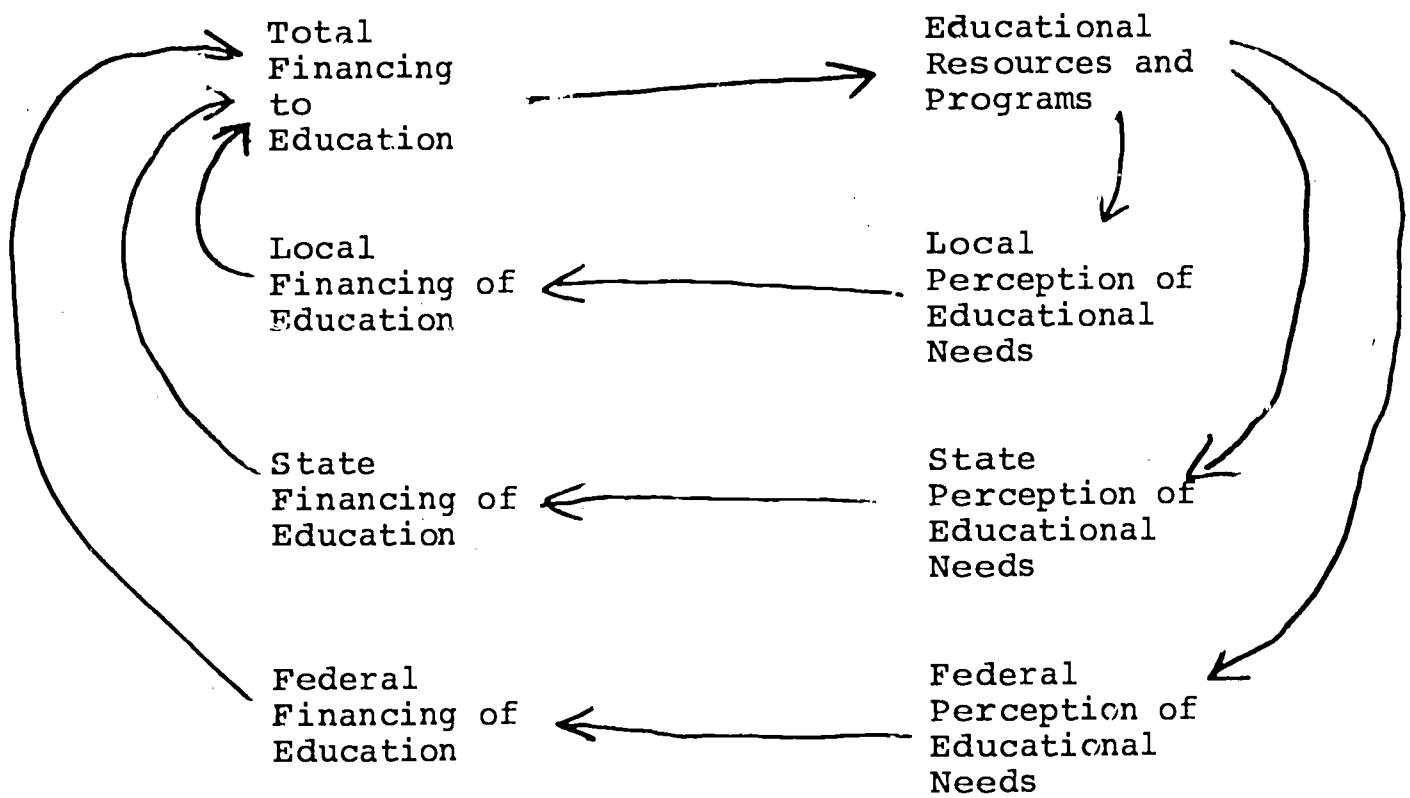 Total
Financing
to
Education
Educational
Resources and
Programs
Local
Financing of
Education
Local
Perception of
Educational
Needs
State
Financing of
Education
State
Perception of
Educational
Needs
Federal
Financing of
Education
Federal
Perception of
Educational
Needs